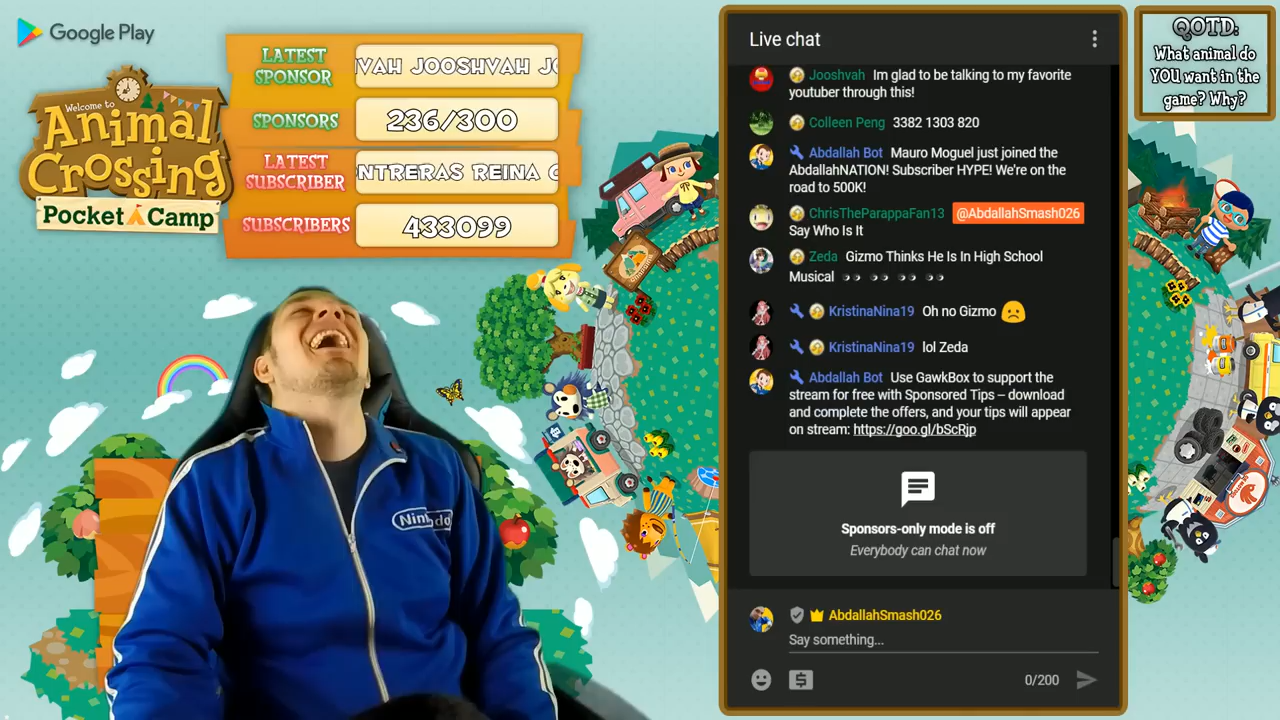 Google Play
Welcome to
Animal
Crossing
Pocket Camp
LATEST
SPONSOR
VAH JOOSHVAH JO
SPONSORS
236/300
LATEST
SUBSCRIBER
NTRERAS REINA
SUBSCRIBERS
433099
Live chat
Jooshvah Im glad to be talking to my favorite
youtuber through this!
Colleen Peng 3382 1303 820
Abdallah Bot Mauro Moguel just joined the
AbdallahNATION! Subscriber HYPE! We're on the
road to 500K!
ChrisTheParappaFan13 @AbdallahSmash026
Say Who Is It
Zeda Gizmo Thinks He Is In High School
Musical 👀 👀 👀 👀
KristinaNina19 Oh no Gizmo ☹️
KristinaNina19 lol Zeda
Abdallah Bot Use GawkBox to support the
stream for free with Sponsored Tips – download
and complete the offers, and your tips will appear
on stream: https://goo.gl/bScRjp
Sponsors-only mode is off
Everybody can chat now
AbdallahSmash026
Say something...
0/200
QOTD:
What animal do
YOU want in the
game? Why?
Nintendo